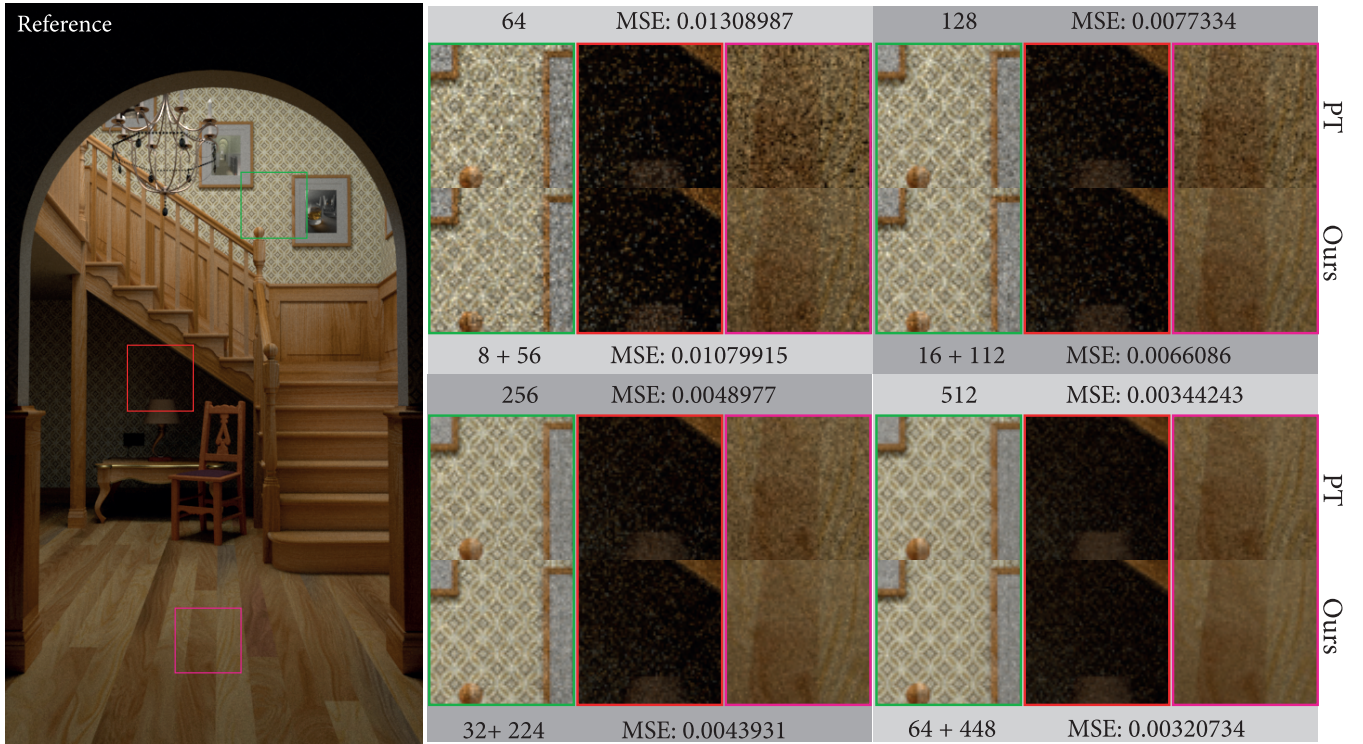 Reference
64 MSE: 0.01308987
128 MSE: 0.0077334
PT
Ours
8 + 56 MSE: 0.01079915
16 + 112 MSE: 0.0066086
256 MSE: 0.0048977
512 MSE: 0.00344243
PT
Ours
32+ 224 MSE: 0.0043931
64 + 448 MSE: 0.00320734